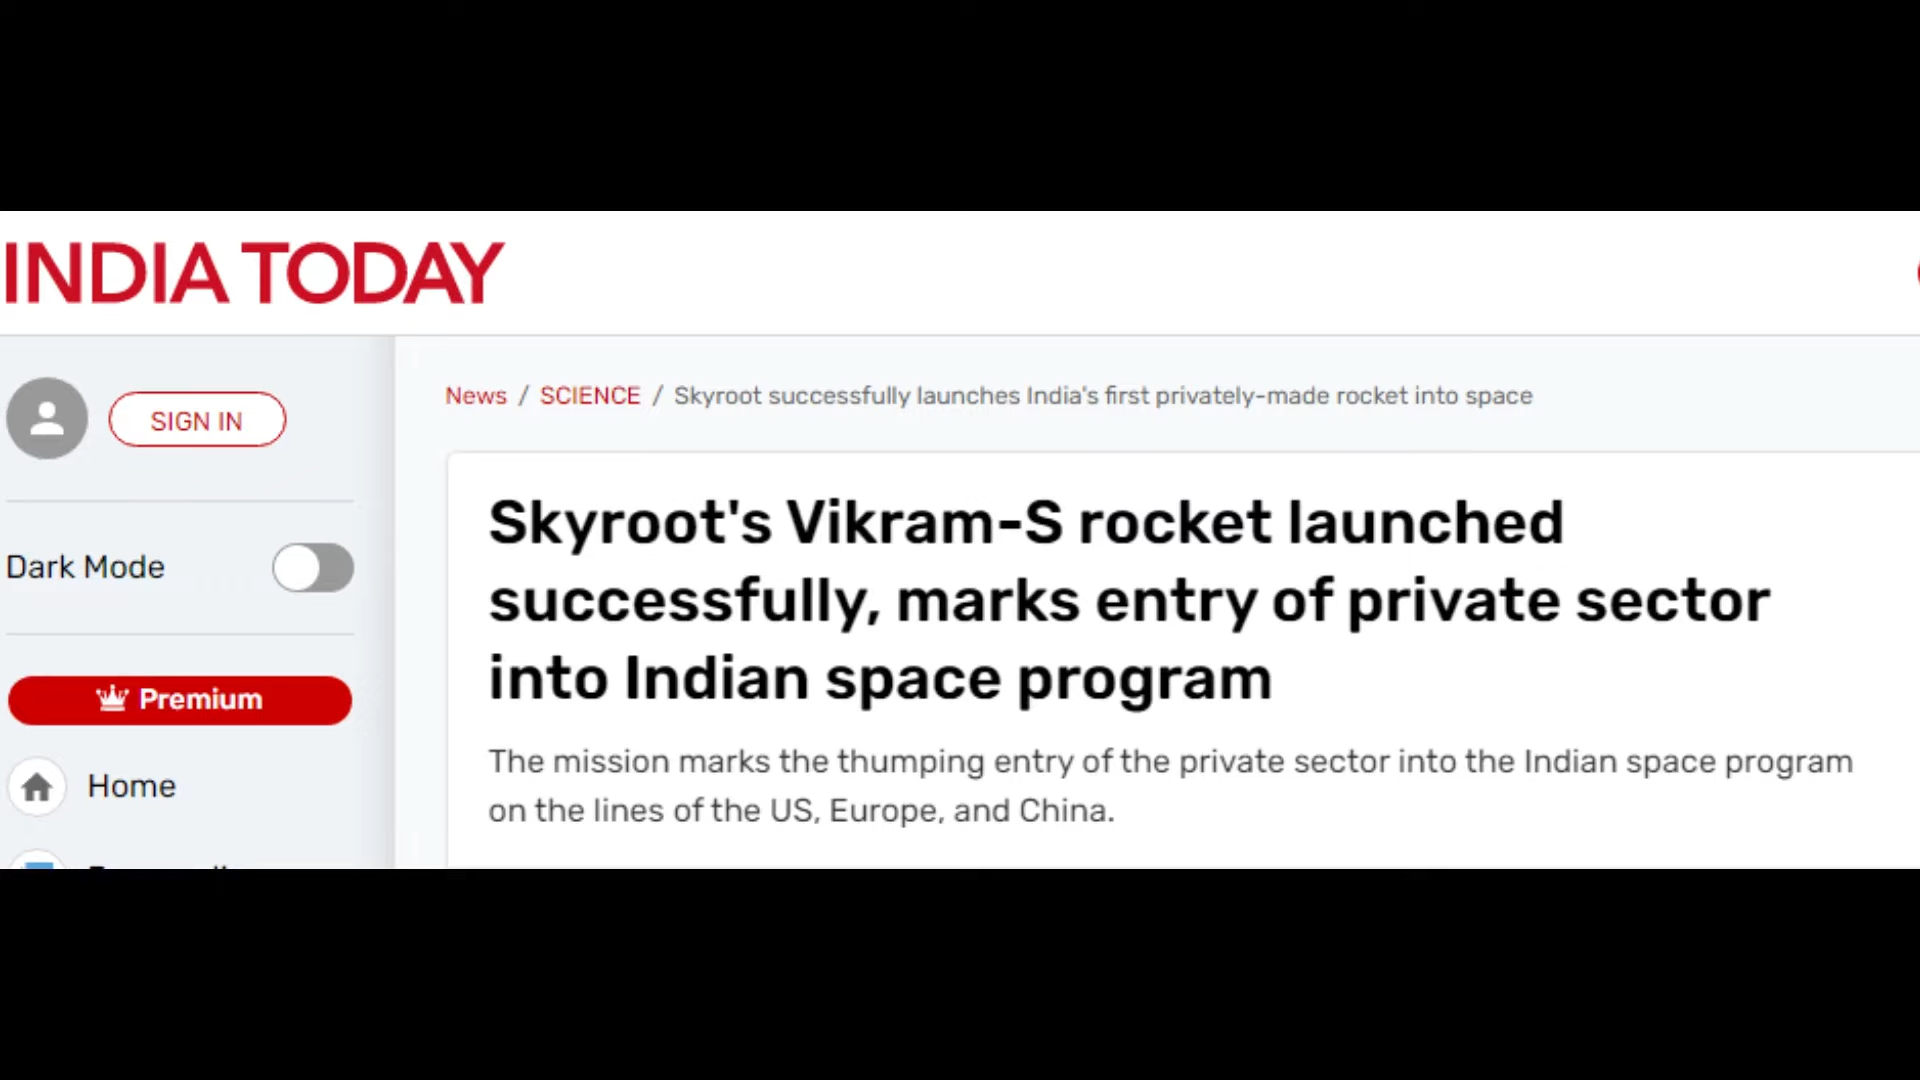 INDIA TODAY
SIGN IN
Dark Mode
Premium
Home
News / SCIENCE / Skyroot successfully launches India's first privately-made rocket into space
Skyroot's Vikram-S rocket launched
successfully, marks entry of private sector
into Indian space program
The mission marks the thumping entry of the private sector into the Indian space program
on the lines of the US, Europe, and China.